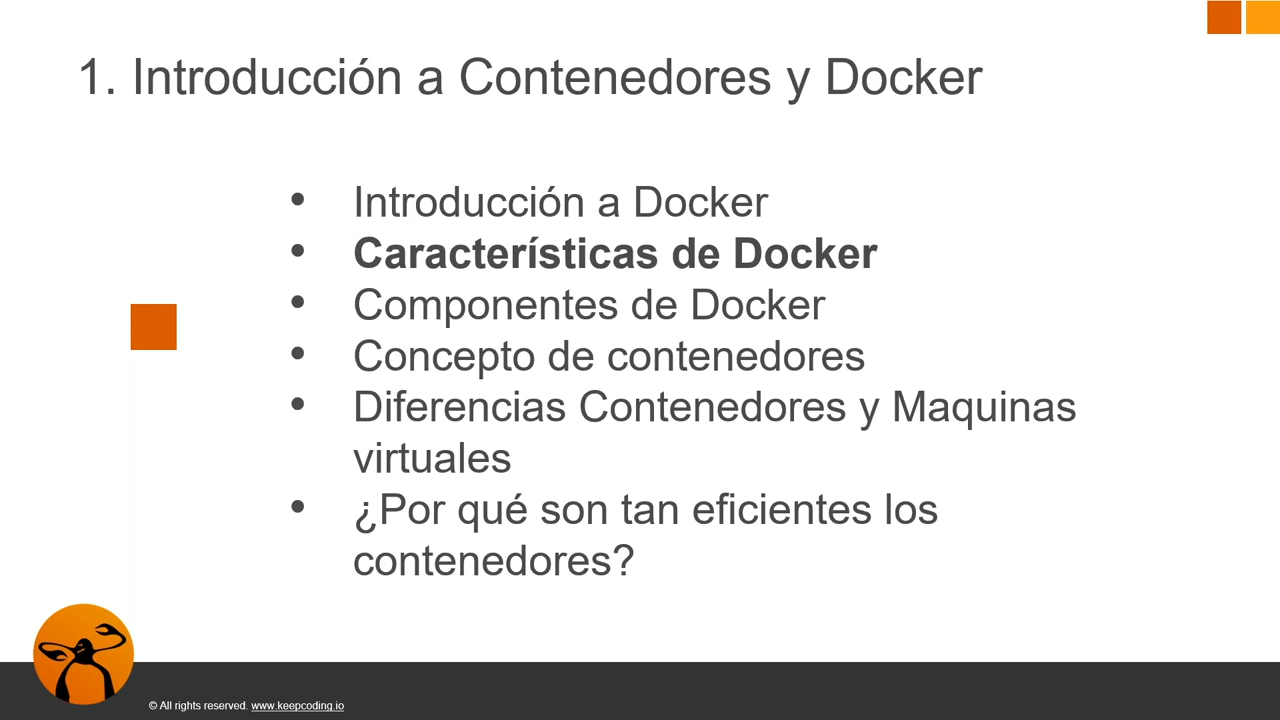 1. Introducción a Contenedores y Docker
• Introducción a Docker
• Características de Docker
• Componentes de Docker
• Concepto de contenedores
• Diferencias Contenedores y Maquinas
virtuales
• ¿Por qué son tan eficientes los
contenedores?
© All rights reserved. www.keepcoding.io